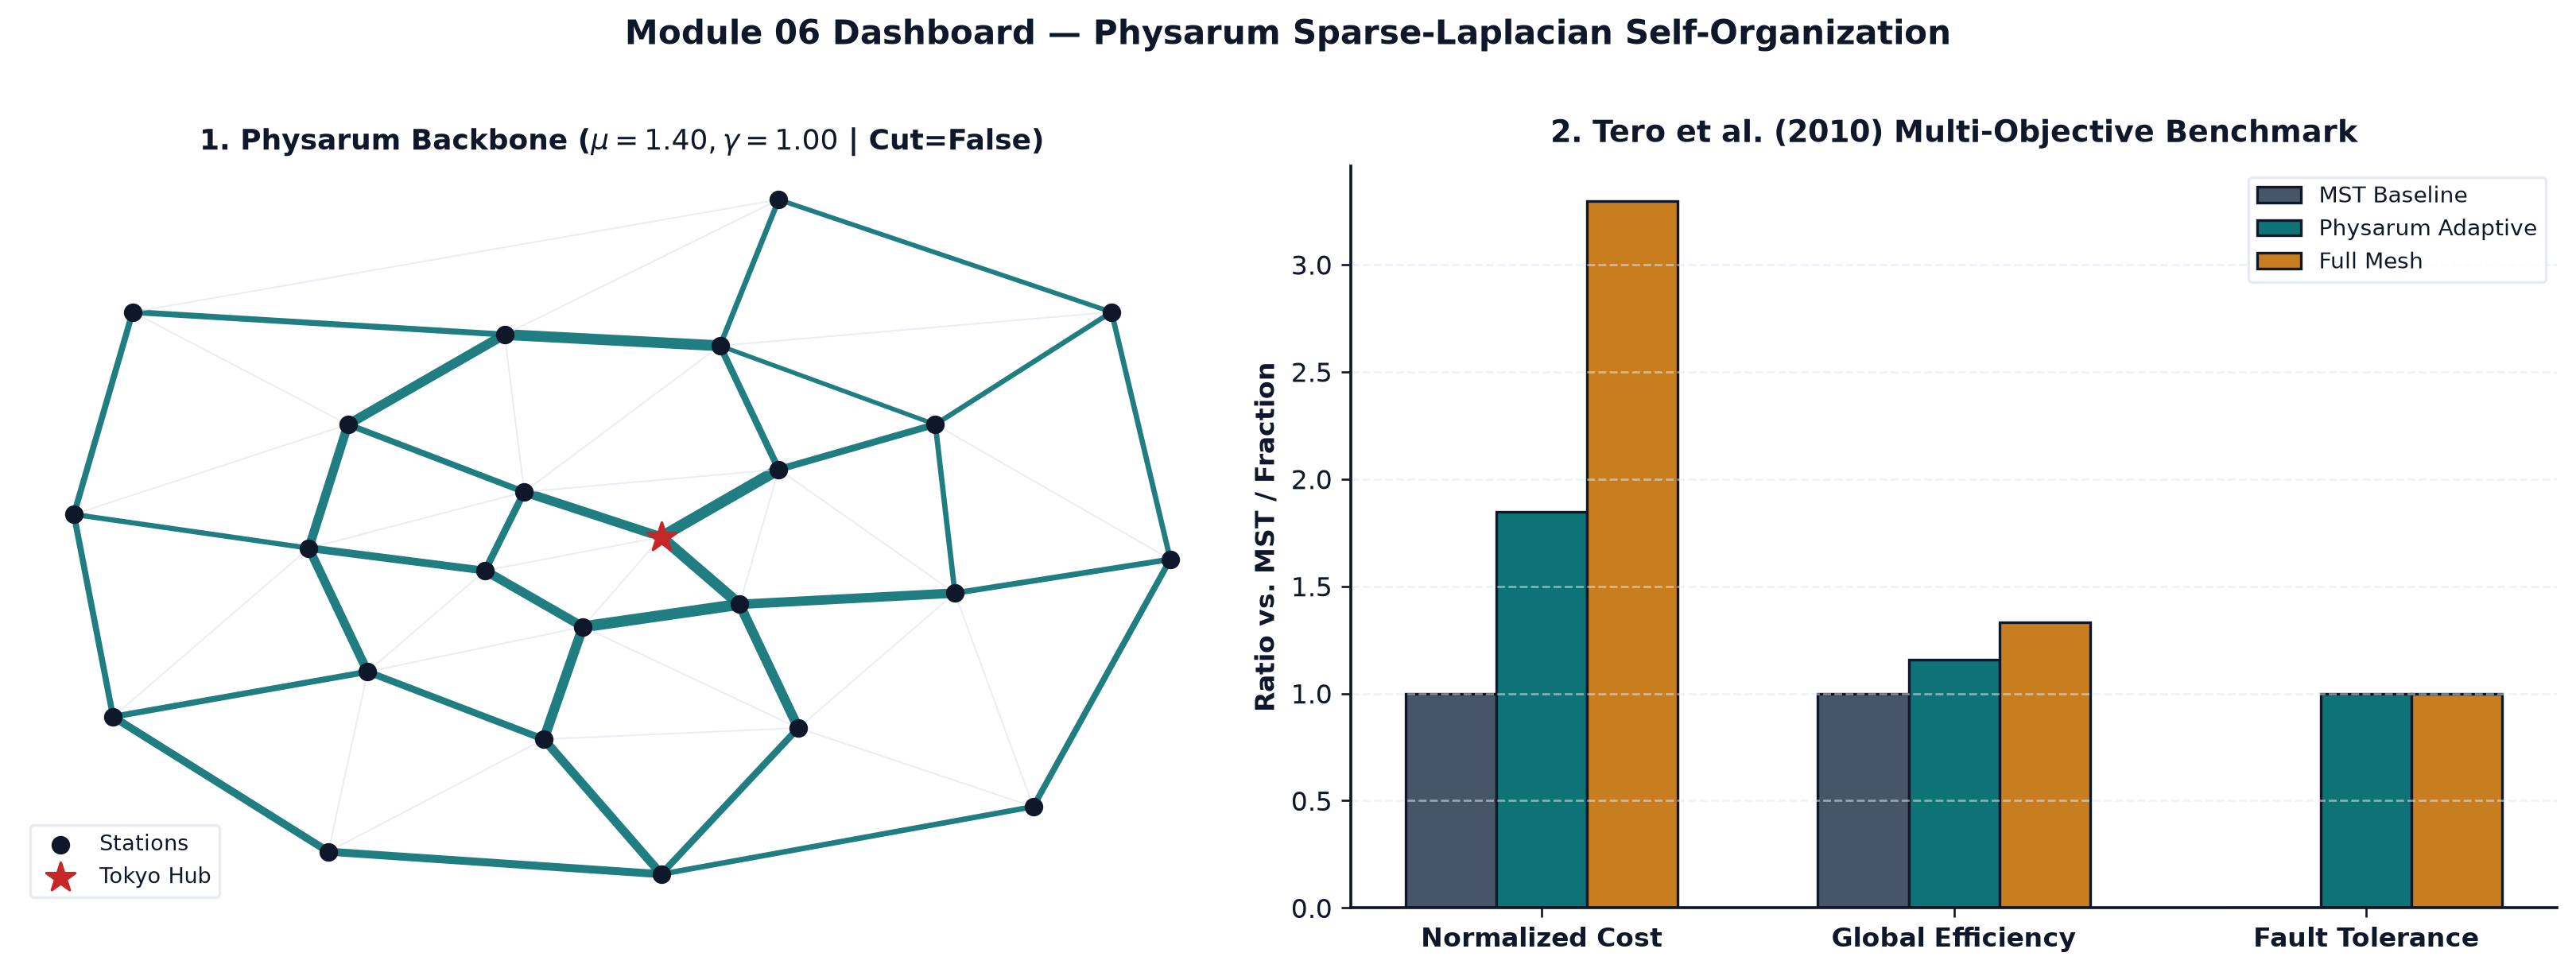 Module 06 Dashboard — Physarum Sparse-Laplacian Self-Organization
1. Physarum Backbone (μ = 1.40, γ = 1.00 | Cut=False)
Stations
Tokyo Hub
2. Tero et al. (2010) Multi-Objective Benchmark
MST Baseline
Physarum Adaptive
Full Mesh
Ratio vs. MST / Fraction
3.0
2.5
2.0
1.5
1.0
0.5
0.0
Normalized Cost
Global Efficiency
Fault Tolerance